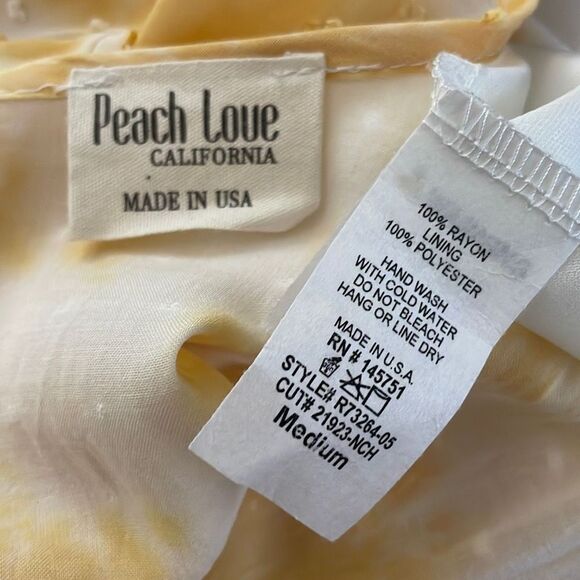 Peach Love
CALIFORNIA
MADE IN USA
100% RAYON
LINING
100% POLYESTER
HAND WASH
WITH COLD WATER
DO NOT BLEACH
HANG OR LINE DRY
MADE IN U.S.A.
RN # 145751
STYLE# R73264-05
CUT# 21923-NCH
Medium